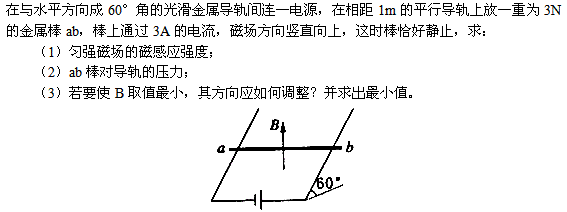 在与水平方向成 60°角的光滑金属导轨间连一电源，在相距 1m 的平行导轨上放一重为 3N
的金属棒 ab，棒上通过 3A 的电流，磁场方向竖直向上，这时棒恰好静止，求：
（1）匀强磁场的磁感应强度；
（2）ab 棒对导轨的压力；
（3）若要使 B 取值最小，其方向应如何调整？并求出最小值。
B
a
b
60°